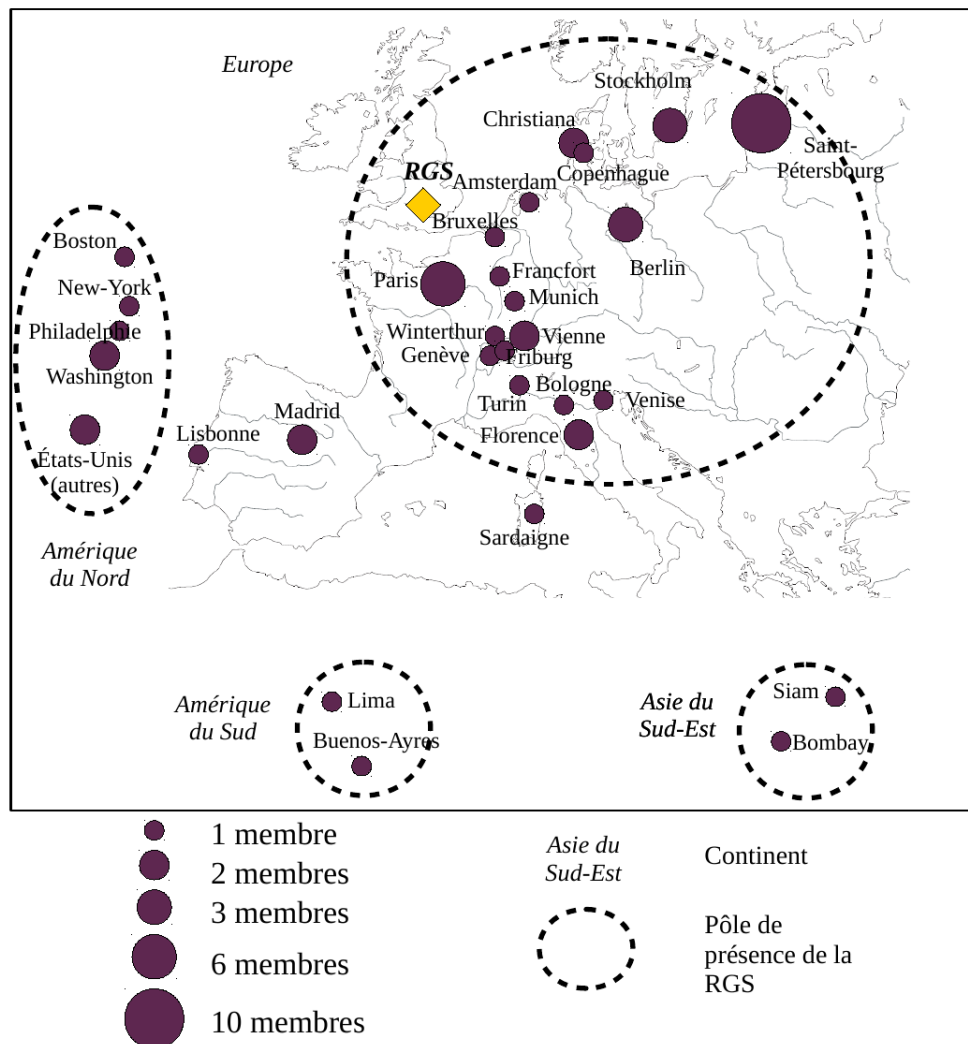 Europe
Stockholm
Christiana
Saint-
Pétersbourg
Copenhague
RGS
Amsterdam
Bruxelles
Berlin
Boston
New-York
Philadelphie
Washington
États-Unis
(autres)
Paris
Francfort
Munich
Winterthur
Vienne
Genève
Friburg
Bologne
Turin
Venise
Florence
Madrid
Lisbonne
Sardaigne
Amérique
du Nord
Amérique
du Sud
Lima
Buenos-Ayres
Asie du
Sud-Est
Siam
Bombay
1 membre
2 membres
3 membres
6 membres
10 membres
Asie du
Sud-Est
Continent
Pôle de
présence de la
RGS